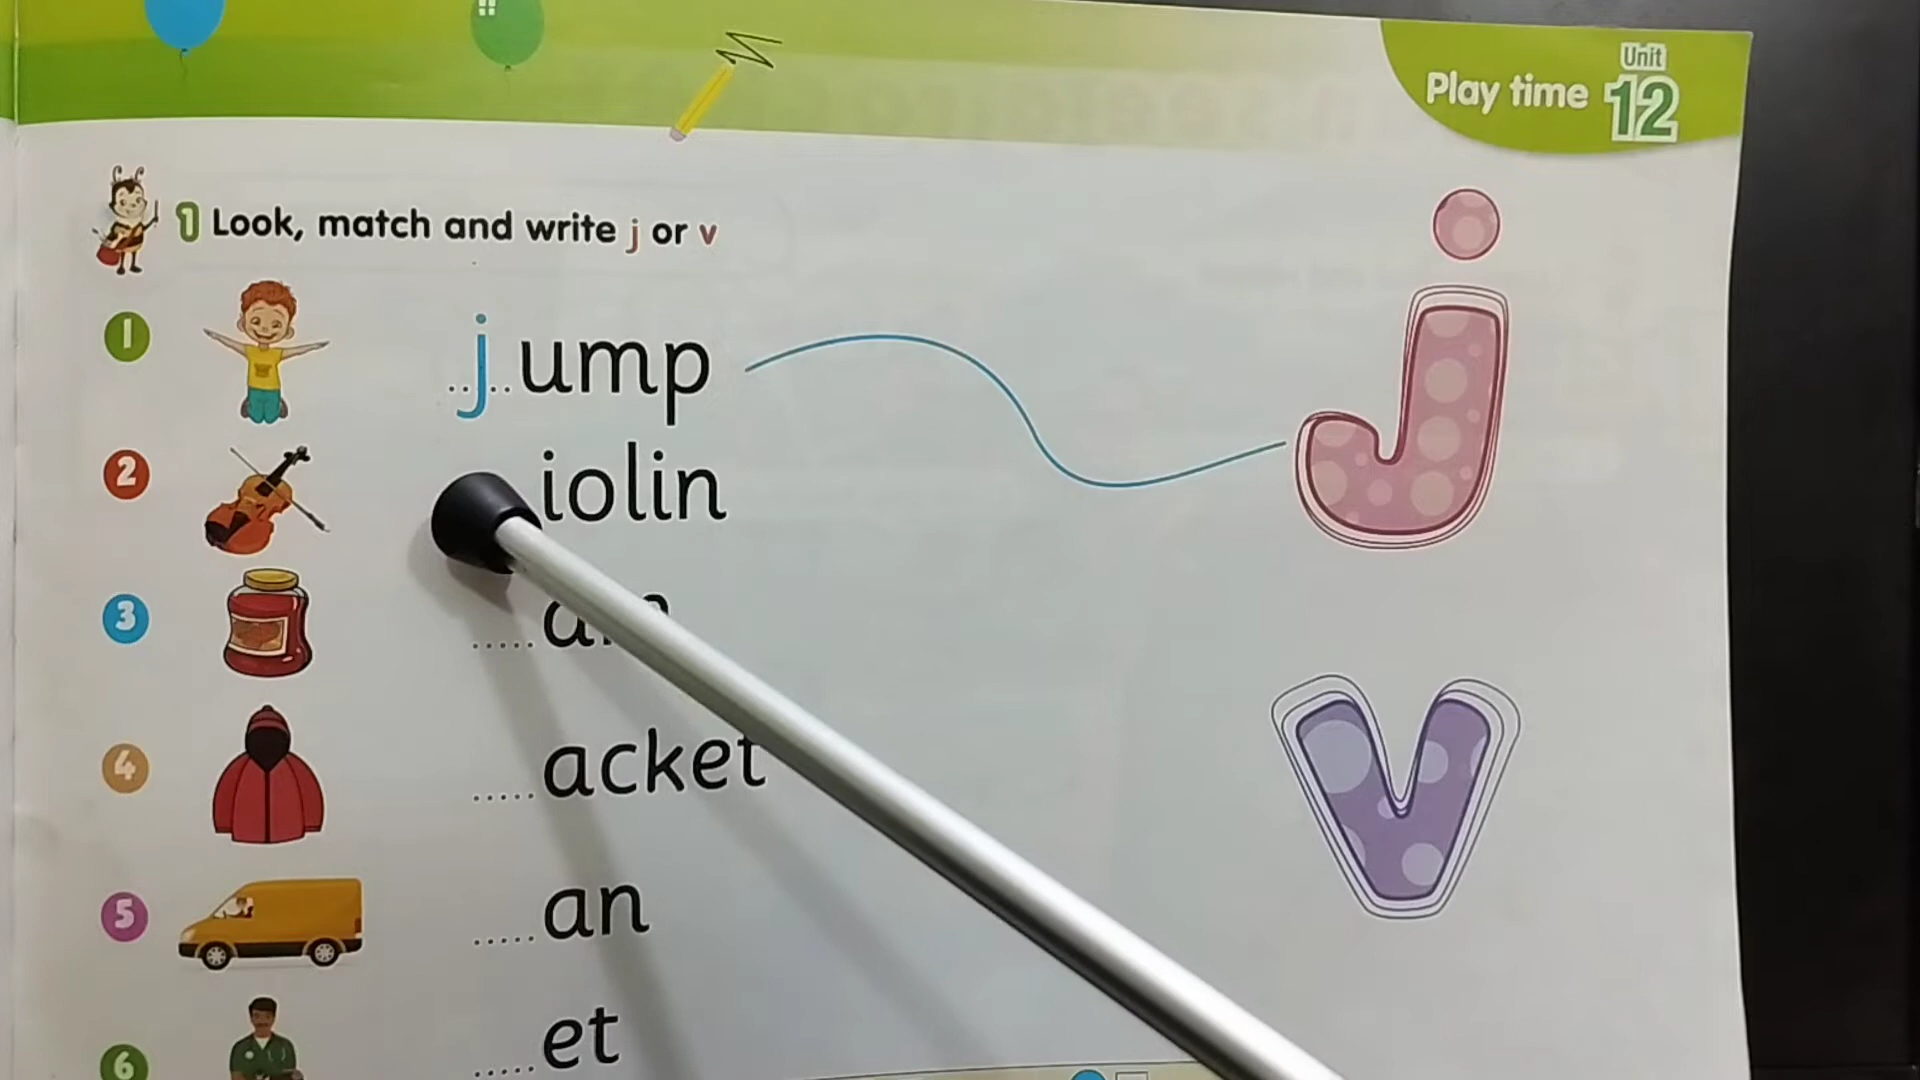 Unit
Play time 12
1 Look, match and write j or v
1 ..j..ump
2 iolin
3
4 .....acket
5 .....an
6 .....et
j
v